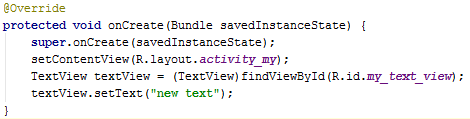 @Override
protected void onCreate(Bundle savedInstanceState) {
    super.onCreate(savedInstanceState);
    setContentView(R.layout.activity_my);
    TextView textView = (TextView)findViewById(R.id.my_text_view);
    textView.setText("new text");
}